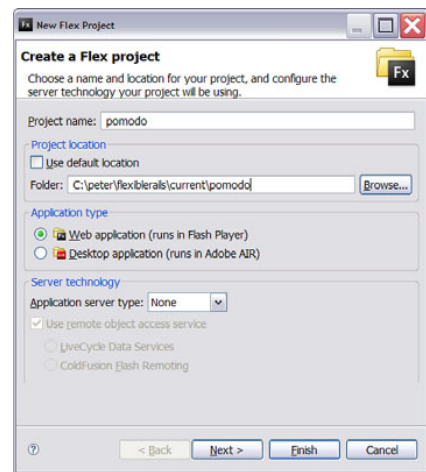 Fx New Flex Project
Create a Flex project
Choose a name and location for your project, and configure the
server technology your project will be using.
Fx
Project name: pomodo
Project location
Use default location
Folder: C:\peter\flexiblerails\current\pomodo
Browse...
Application type
Web application (runs in Flash Player)
Desktop application (runs in Adobe AIR)
Server technology
Application server type: None
Use remote object access service
LiveCycle Data Services
ColdFusion Flash Remoting
? < Back Next > Finish Cancel